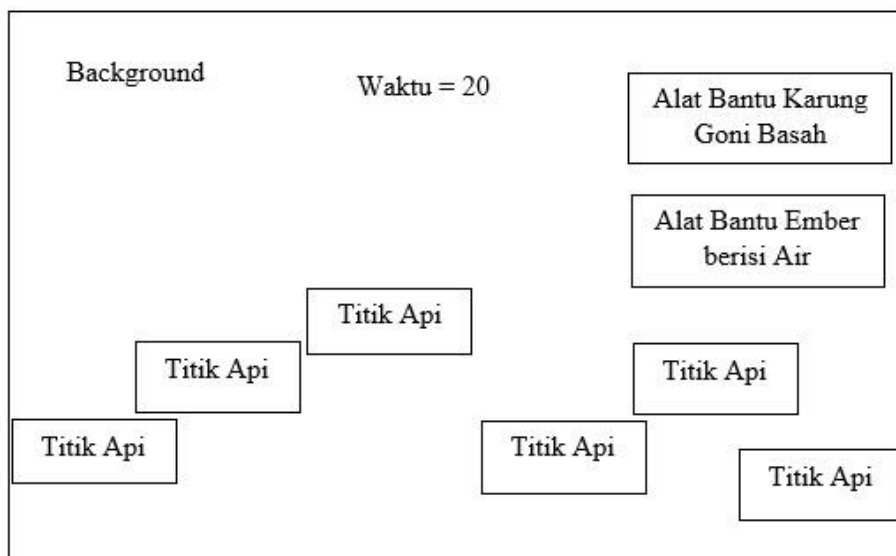 Background
Waktu = 20
Alat Bantu Karung
Goni Basah
Alat Bantu Ember
berisi Air
Titik Api
Titik Api
Titik Api
Titik Api
Titik Api
Titik Api